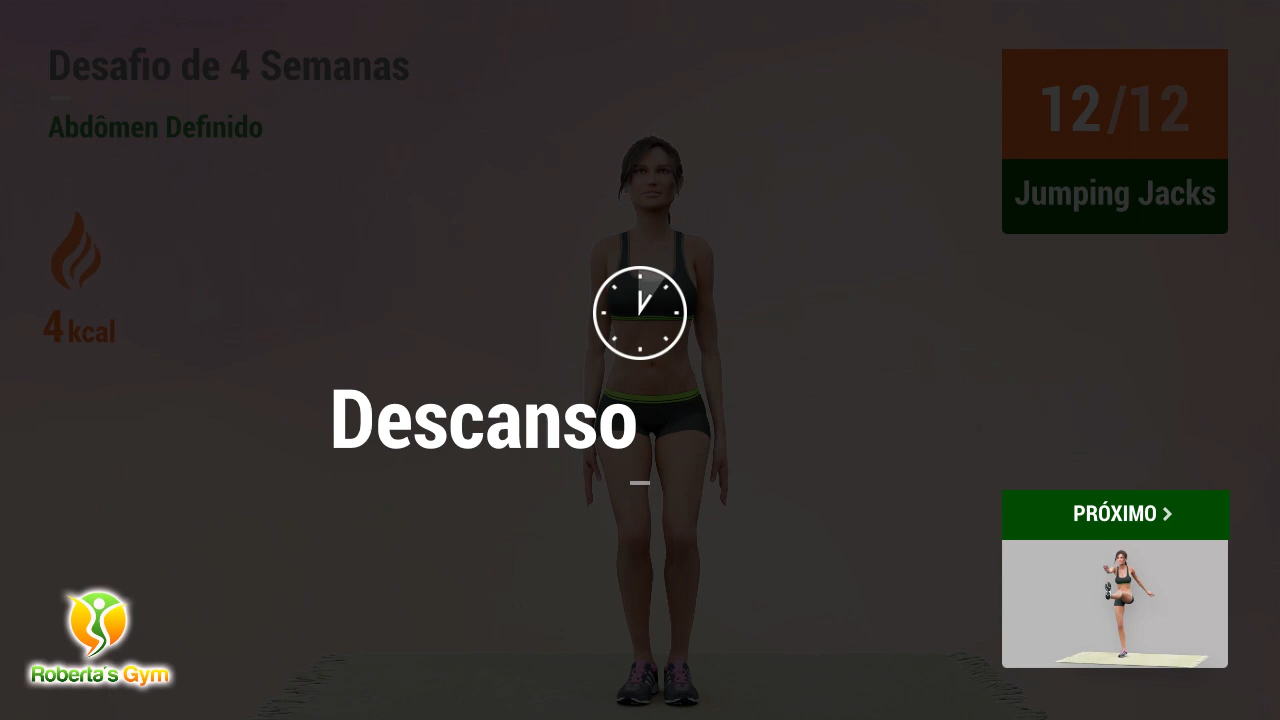 Desafio de 4 Semanas
Abdômen Definido
12/12
Jumping Jacks
4 kcal
Descanso
PRÓXIMO >
Roberta's Gym